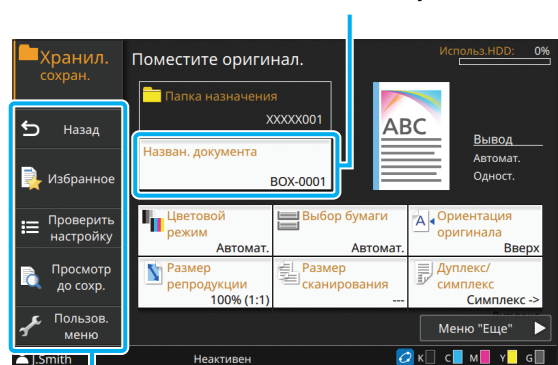 Хранил.
сохран.
Поместите оригинал.
Использ.HDD: 0%
Папка назначения
XXXXX001
Назван. документа
BOX-0001
ABC
Вывод
Автомат.
Одност.
Назад
Избранное
Проверить
настройку
Просмотр
до сохр.
Пользов.
меню
Цветовой
режим
Автомат.
Выбор бумаги
Автомат.
A
Ориентация
оригинала
Вверх
Размер
репродукции
100% (1:1)
Размер
сканирования
---
Дуплекс/
симплекс
Симплекс ->
Меню "Еще"
J.Smith
Неактивен
K C M Y G